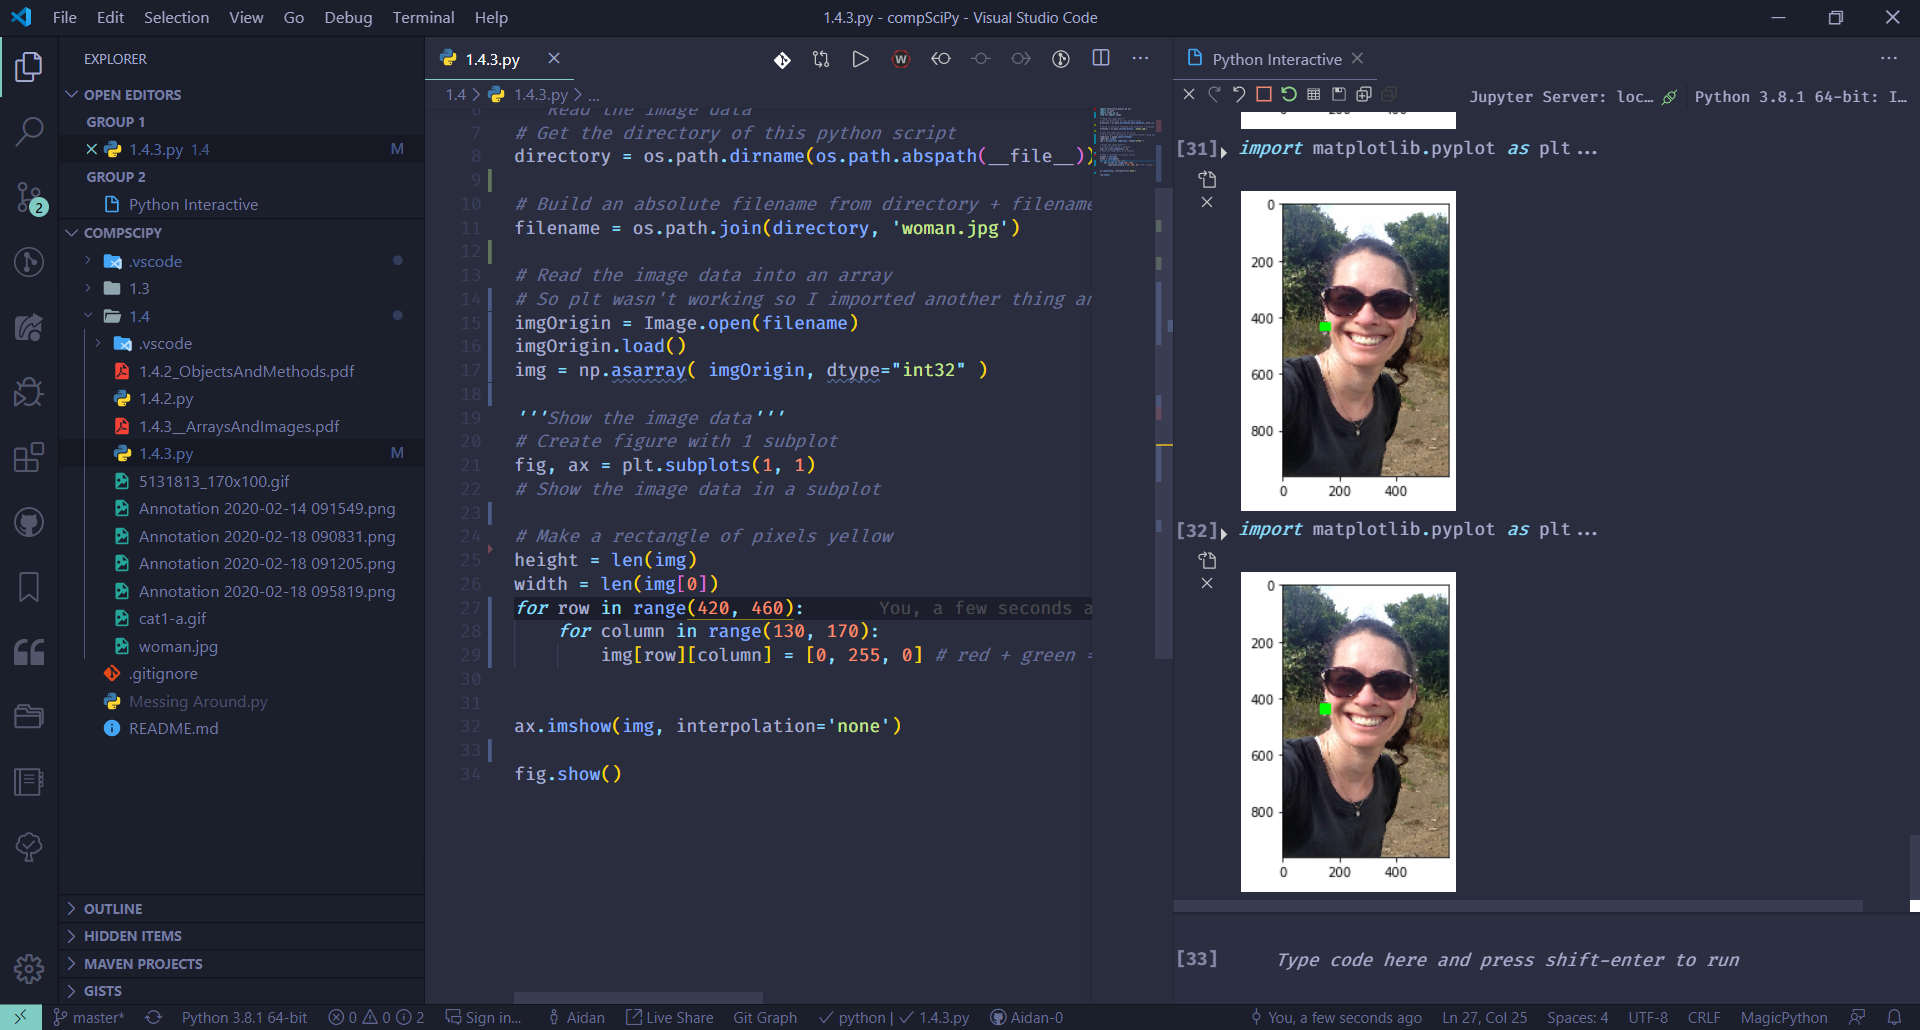 File Edit Selection View Go Debug Terminal Help
1.4.3.py - compSciPy - Visual Studio Code
EXPLORER
OPEN EDITORS
GROUP 1
1.4.3.py 1.4 M
GROUP 2
Python Interactive
COMPSCIPY
.vscode
1.3
1.4
.vscode
1.4.2_ObjectsAndMethods.pdf
1.4.2.py
1.4.3_ArraysAndImages.pdf
1.4.3.py M
5131813_170x100.gif
Annotation 2020-02-14 091549.png
Annotation 2020-02-18 090831.png
Annotation 2020-02-18 091205.png
Annotation 2020-02-18 095819.png
cat1-a.gif
woman.jpg
.gitignore
Messing Around.py
README.md
OUTLINE
HIDDEN ITEMS
MAVEN PROJECTS
GISTS
2
1.4.3.py
1.4 > 1.4.3.py > ...
6 Read the image data
7 # Get the directory of this python script
8 directory = os.path.dirname(os.path.abspath(__file__))
9
10 # Build an absolute filename from directory + filename
11 filename = os.path.join(directory, 'woman.jpg')
12
13 # Read the image data into an array
14 # So plt wasn't working so I imported another thing an
15 imgOrigin = Image.open(filename)
16 imgOrigin.load()
17 img = np.asarray( imgOrigin, dtype="int32" )
18
19 '''Show the image data'''
20 # Create figure with 1 subplot
21 fig, ax = plt.subplots(1, 1)
22 # Show the image data in a subplot
23
24 # Make a rectangle of pixels yellow
25 height = len(img)
26 width = len(img[0])
27 for row in range(420, 460): You, a few seconds a
28 for column in range(130, 170):
29 img[row][column] = [0, 255, 0] # red + green =
30
31
32 ax.imshow(img, interpolation='none')
33
34 fig.show()
Python Interactive
Jupyter Server: loc... Python 3.8.1 64-bit: I...
[31] import matplotlib.pyplot as plt...
0
200
400
600
800
0 200 400
[32] import matplotlib.pyplot as plt...
0
200
400
600
800
0 200 400
[33] Type code here and press shift-enter to run
master* Python 3.8.1 64-bit 0 0 2 Sign in... Aidan Live Share Git Graph python | 1.4.3.py Aidan-0 You, a few seconds ago Ln 27, Col 25 Spaces: 4 UTF-8 CRLF MagicPython